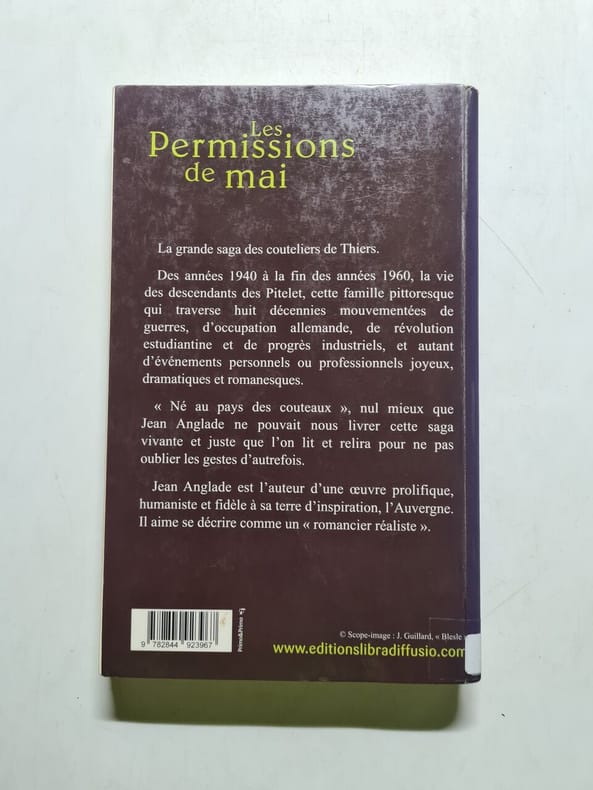 Les
Permissions
de mai
La grande saga des couteliers de Thiers.
Des années 1940 à la fin des années 1960, la vie
des descendants des Pitelet, cette famille pittoresque
qui traverse huit décennies mouvementées de
guerres, d'occupation allemande, de révolution
estudiantine et de progrès industriels, et autant
d'événements personnels ou professionnels joyeux,
dramatiques et romanesques.
« Né au pays des couteaux », nul mieux que
Jean Anglade ne pouvait nous livrer cette saga
vivante et juste que l'on lit et relira pour ne pas
oublier les gestes d'autrefois.
Jean Anglade est l'auteur d'une œuvre prolifique,
humaniste et fidèle à sa terre d'inspiration, l'Auvergne.
Il aime se décrire comme un « romancier réaliste ».
9 782844 923967
Primo&Primo
© Scope-image : J. Guillard, « Blesle
www.editionslibradiffusio.com